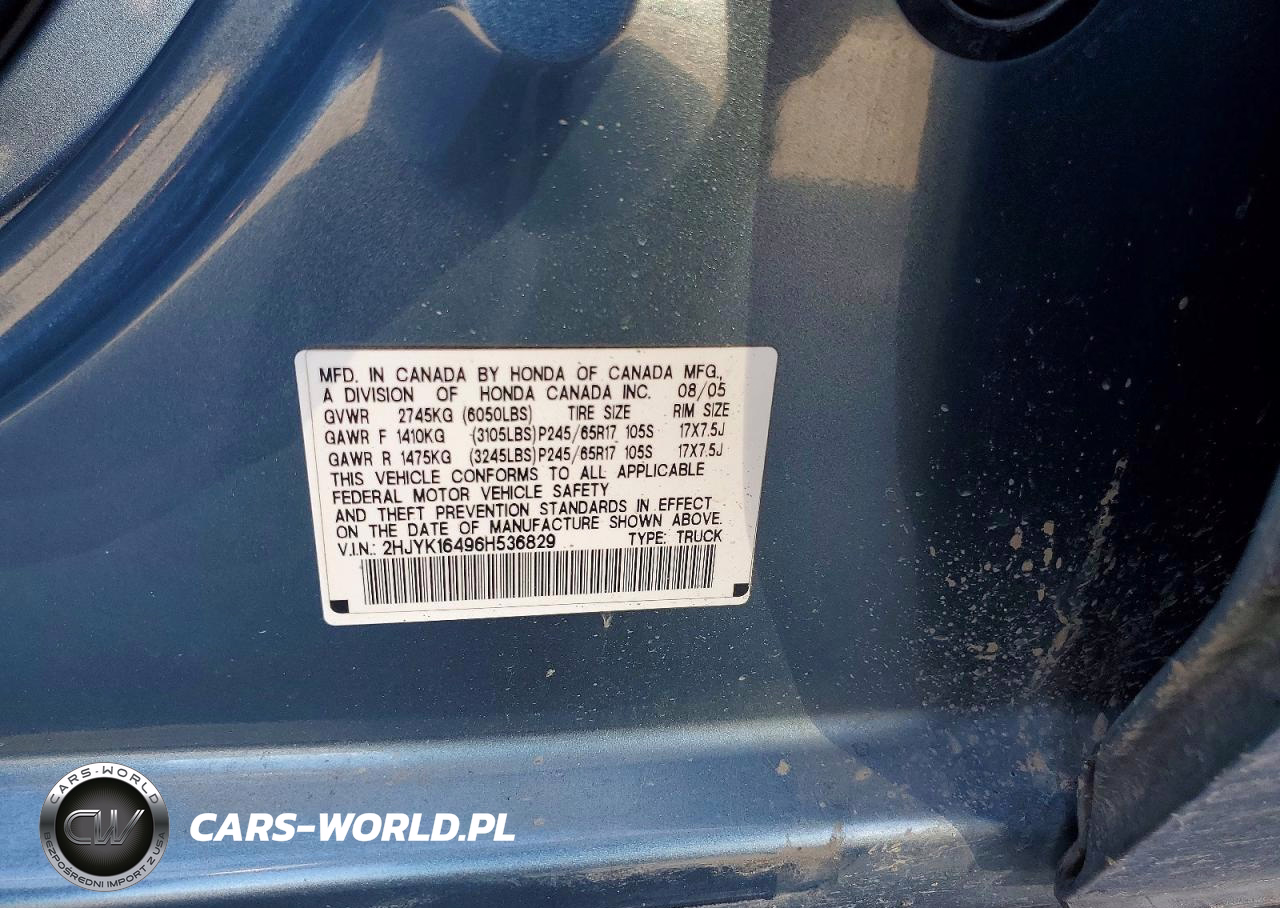 MFD. IN CANADA BY HONDA OF CANADA MFG.,
A DIVISION OF HONDA CANADA INC. 08/05
GVWR 2745KG (6050LBS) TIRE SIZE RIM SIZE
GAWR F 1410KG (3105LBS)P245/65R17 105S 17X7.5J
GAWR R 1475KG (3245LBS)P245/65R17 105S 17X7.5J
THIS VEHICLE CONFORMS TO ALL APPLICABLE
FEDERAL MOTOR VEHICLE SAFETY
AND THEFT PREVENTION STANDARDS IN EFFECT
ON THE DATE OF MANUFACTURE SHOWN ABOVE.
V.I.N.: 2HJYK16496H536829 TYPE: TRUCK
CARS-WORLD
CW
BEZPOŚREDNI IMPORT Z USA
CARS-WORLD.PL